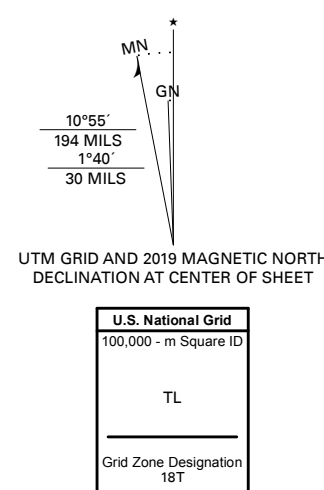 ★
MN
GN
10°55´
194 MILS
1°40´
30 MILS
UTM GRID AND 2019 MAGNETIC NORTH
DECLINATION AT CENTER OF SHEET
U.S. National Grid
100,000 - m Square ID
TL
Grid Zone Designation
18T